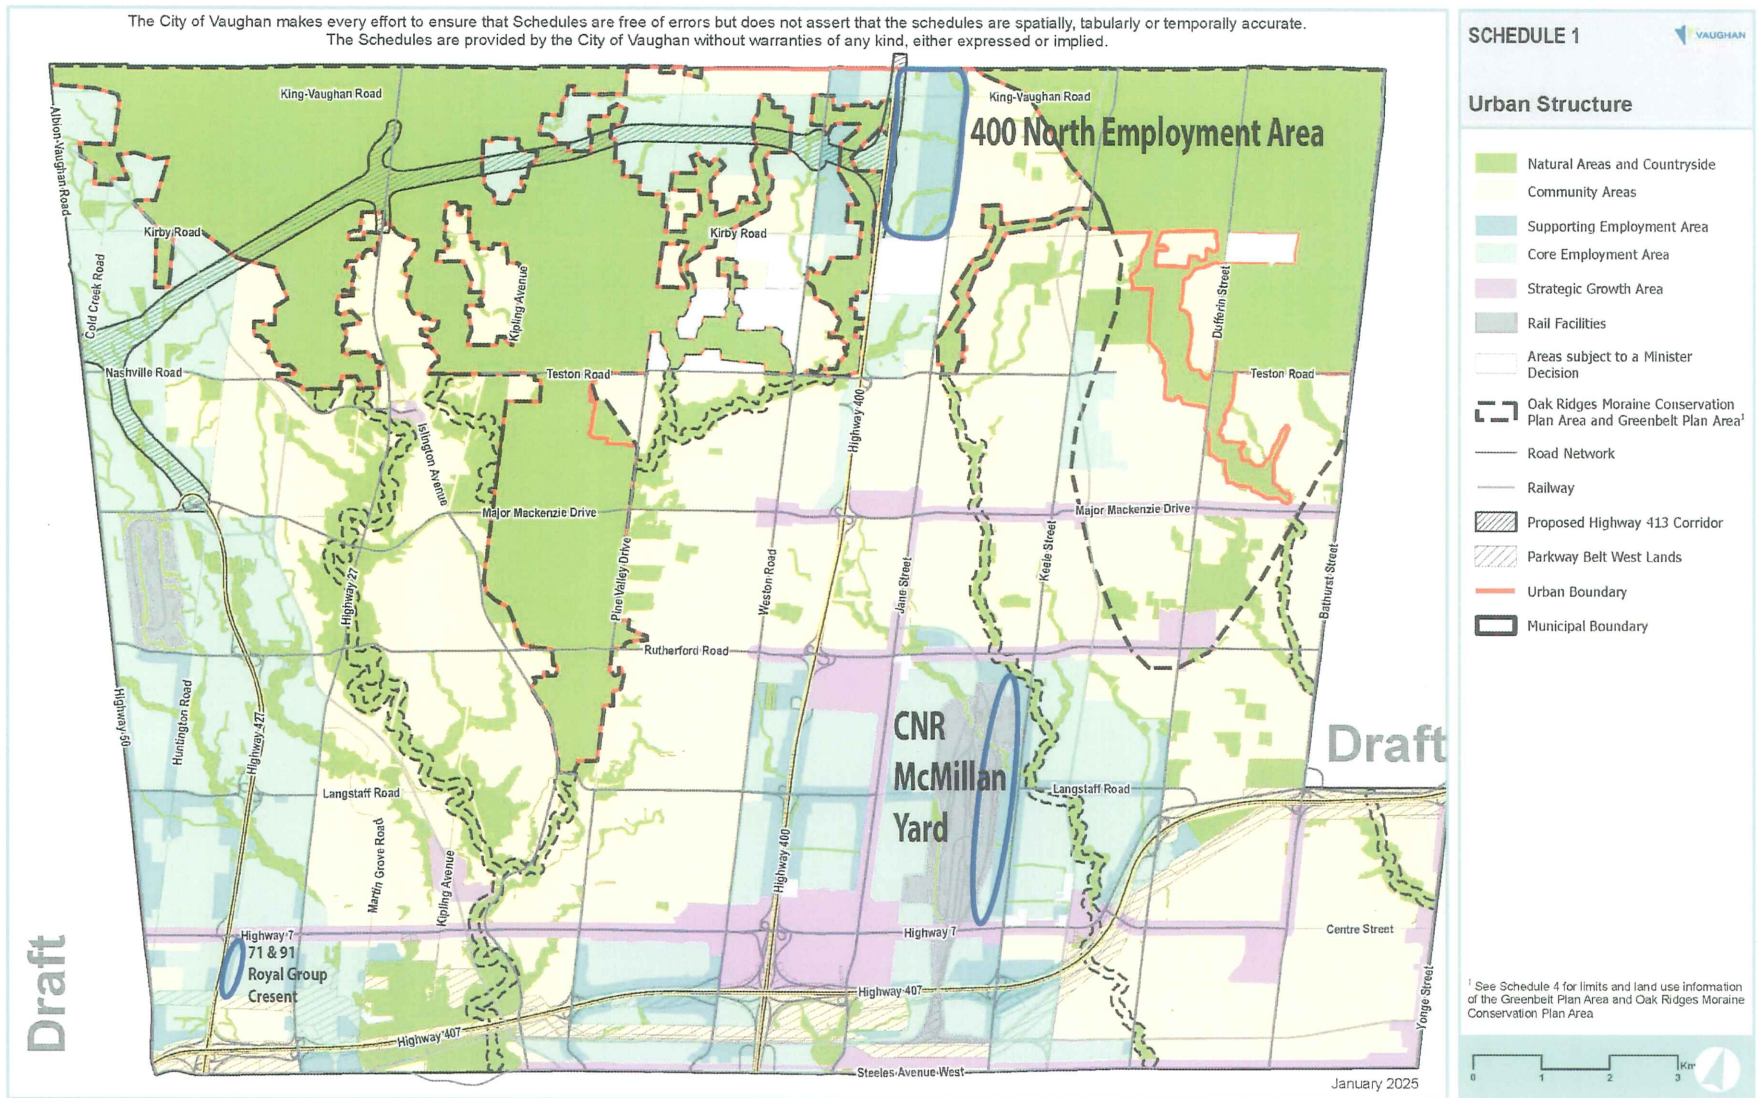 The City of Vaughan makes every effort to ensure that Schedules are free of errors but does not assert that the schedules are spatially, tabularly or temporally accurate.
The Schedules are provided by the City of Vaughan without warranties of any kind, either expressed or implied.
King-Vaughan Road
King-Vaughan Road
400 North Employment Area
Albion-Vaughan Road
Kirby Road
Kirby Road
Cold Creek Road
Kipling Avenue
Dufferin Street
Nashville Road
Teston Road
Teston Road
Highway 400
Islington Avenue
Major Mackenzie Drive
Major Mackenzie Drive
Highway 27
Pine Valley Drive
Weston Road
Jane Street
Keele Street
Bathurst Street
Rutherford Road
Highway 50
Huntington Road
Highway 427
CNR
McMillan
Yard
Draft
Langstaff Road
Langstaff Road
Martin Grove Road
Kipling Avenue
Highway 400
Highway 7
Highway 7
Centre Street
71 & 91
Royal Group
Cresent
Draft
Highway 407
Highway 407
Yonge Street
Steeles Avenue West
January 2025
SCHEDULE 1
VAUGHAN
Urban Structure
Natural Areas and Countryside
Community Areas
Supporting Employment Area
Core Employment Area
Strategic Growth Area
Rail Facilities
Areas subject to a Minister
Decision
Oak Ridges Moraine Conservation
Plan Area and Greenbelt Plan Area¹
Road Network
Railway
Proposed Highway 413 Corridor
Parkway Belt West Lands
Urban Boundary
Municipal Boundary
¹ See Schedule 4 for limits and land use information
of the Greenbelt Plan Area and Oak Ridges Moraine
Conservation Plan Area
0 1 2 3 Km